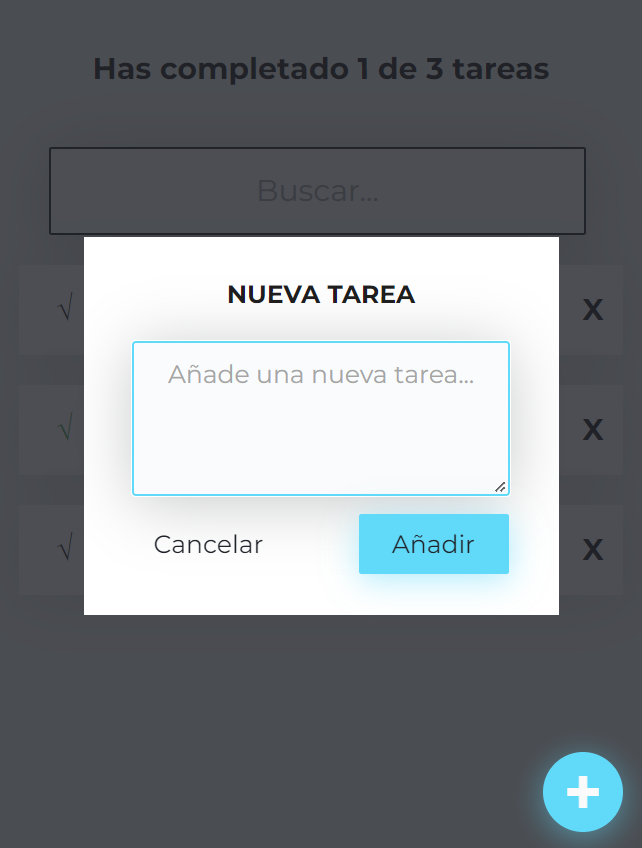 Has completado 1 de 3 tareas
Buscar...
NUEVA TAREA
√
X
Añade una nueva tarea...
√
X
Cancelar
Añadir
√
X
+